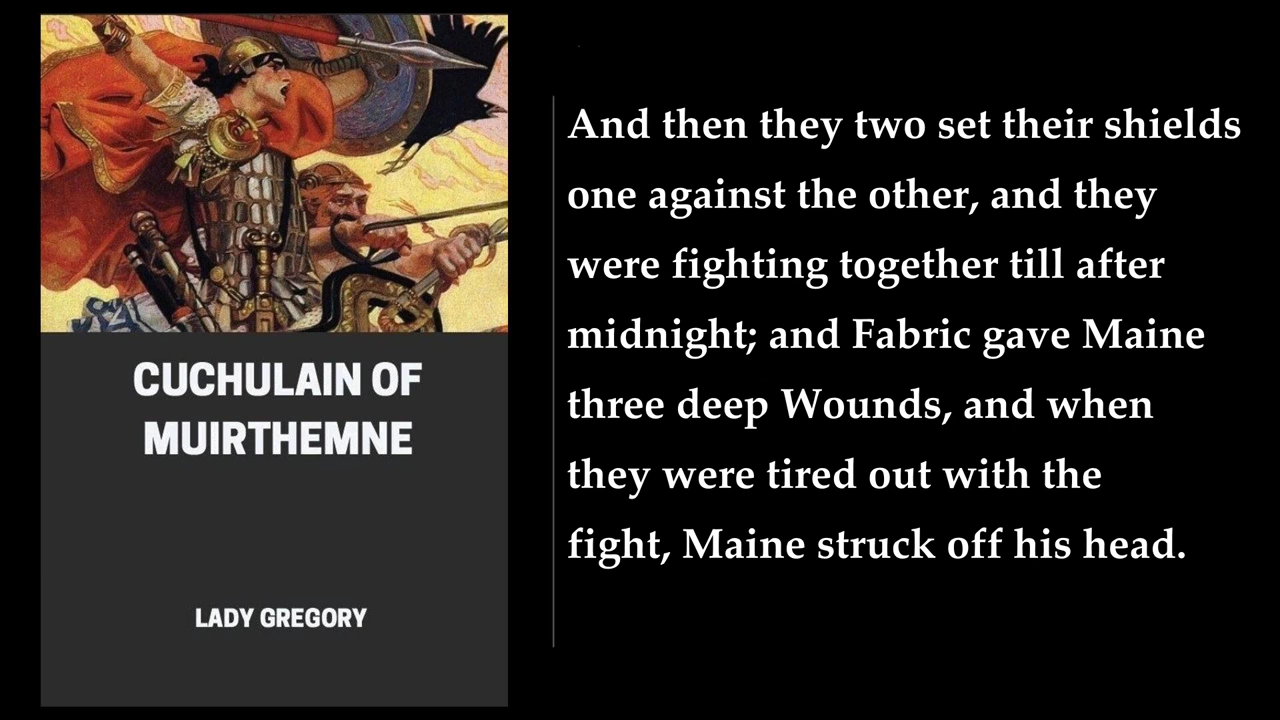 CUCHULAIN OF
MUIRTHEMNE
LADY GREGORY
And then they two set their shields
one against the other, and they
were fighting together till after
midnight; and Fabric gave Maine
three deep Wounds, and when
they were tired out with the
fight, Maine struck off his head.